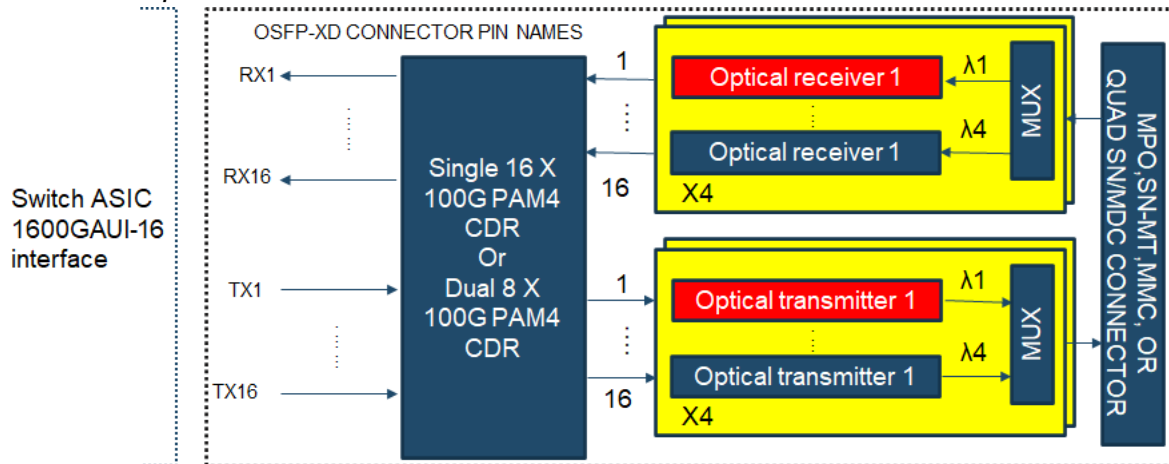 OSFP-XD CONNECTOR PIN NAMES
RX1
RX16
TX1
TX16
Switch ASIC
1600GAUI-16
interface
Single 16 X
100G PAM4
CDR
Or
Dual 8 X
100G PAM4
CDR
1
16
Optical receiver 1
Optical receiver 1
X4
λ1
λ4
MUX
1
16
Optical transmitter 1
Optical transmitter 1
X4
λ1
λ4
MUX
MPO,SN-MT,MMC, OR
QUAD SN/MDC CONNECTOR